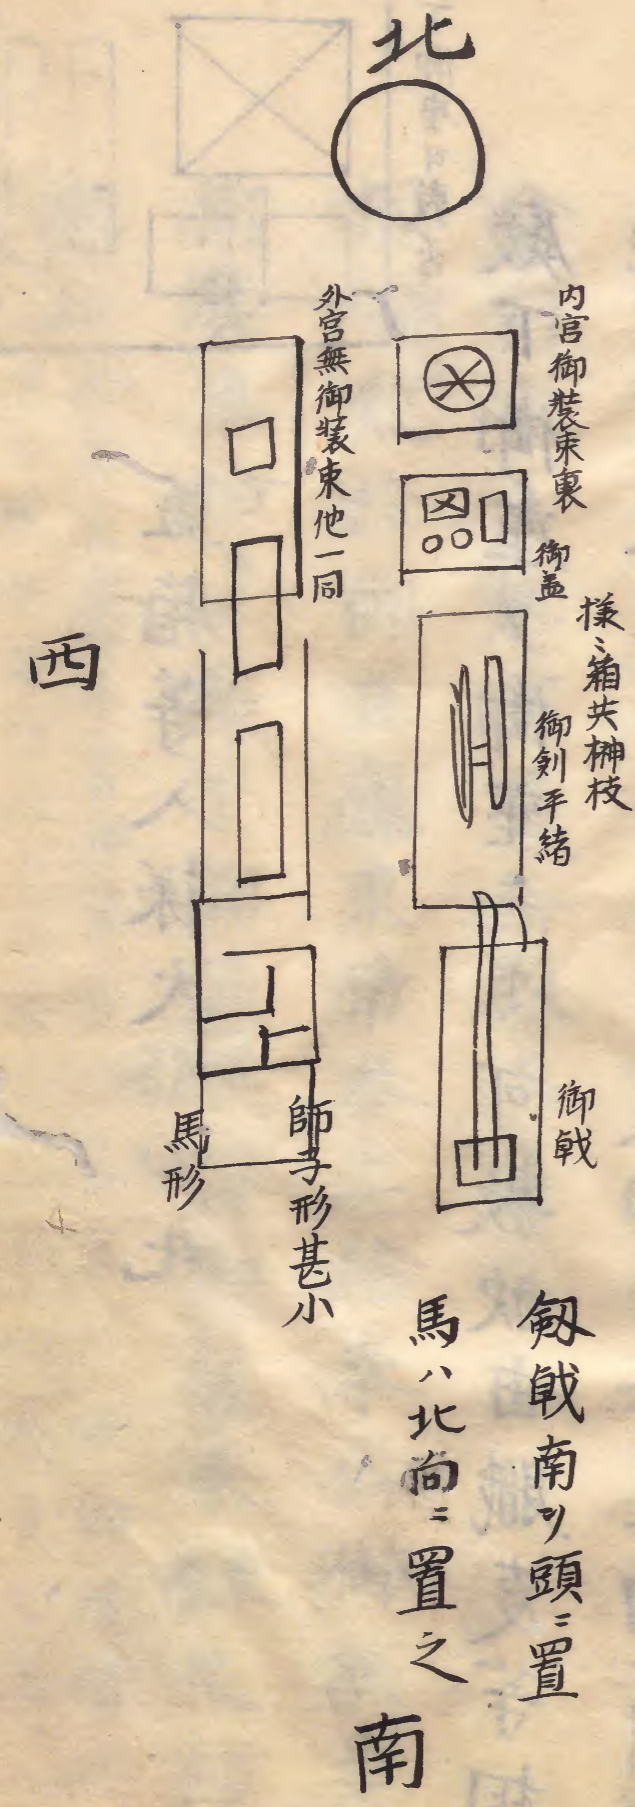 北
内宮御装束裏
御蓋
様〻箱共榊枝
御剣平緒
御戟
外宮無御装束他一同
西
師子形甚小
馬形
剱戟南ヲ頭ニ置
馬ハ北向ニ置之
南